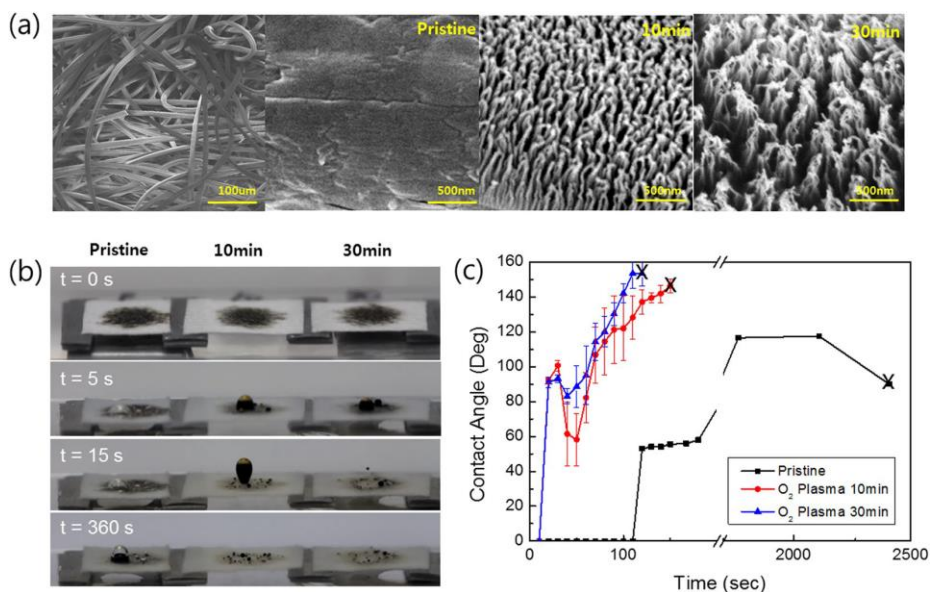 (a)
Pristine
10min
30min
100um
500nm
500nm
500nm
(b)
Pristine 10min 30min
t = 0 s
t = 5 s
t = 15 s
t = 360 s
(c)
Contact Angle (Deg)
160
140
120
100
80
60
40
20
0
Pristine
O₂ Plasma 10min
O₂ Plasma 30min
0 100 2000 2500
Time (sec)